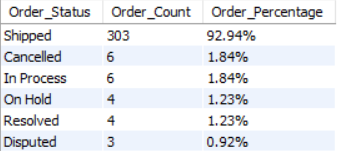 Order_Status Order_Count Order_Percentage
Shipped 303 92.94%
Cancelled 6 1.84%
In Process 6 1.84%
On Hold 4 1.23%
Resolved 4 1.23%
Disputed 3 0.92%